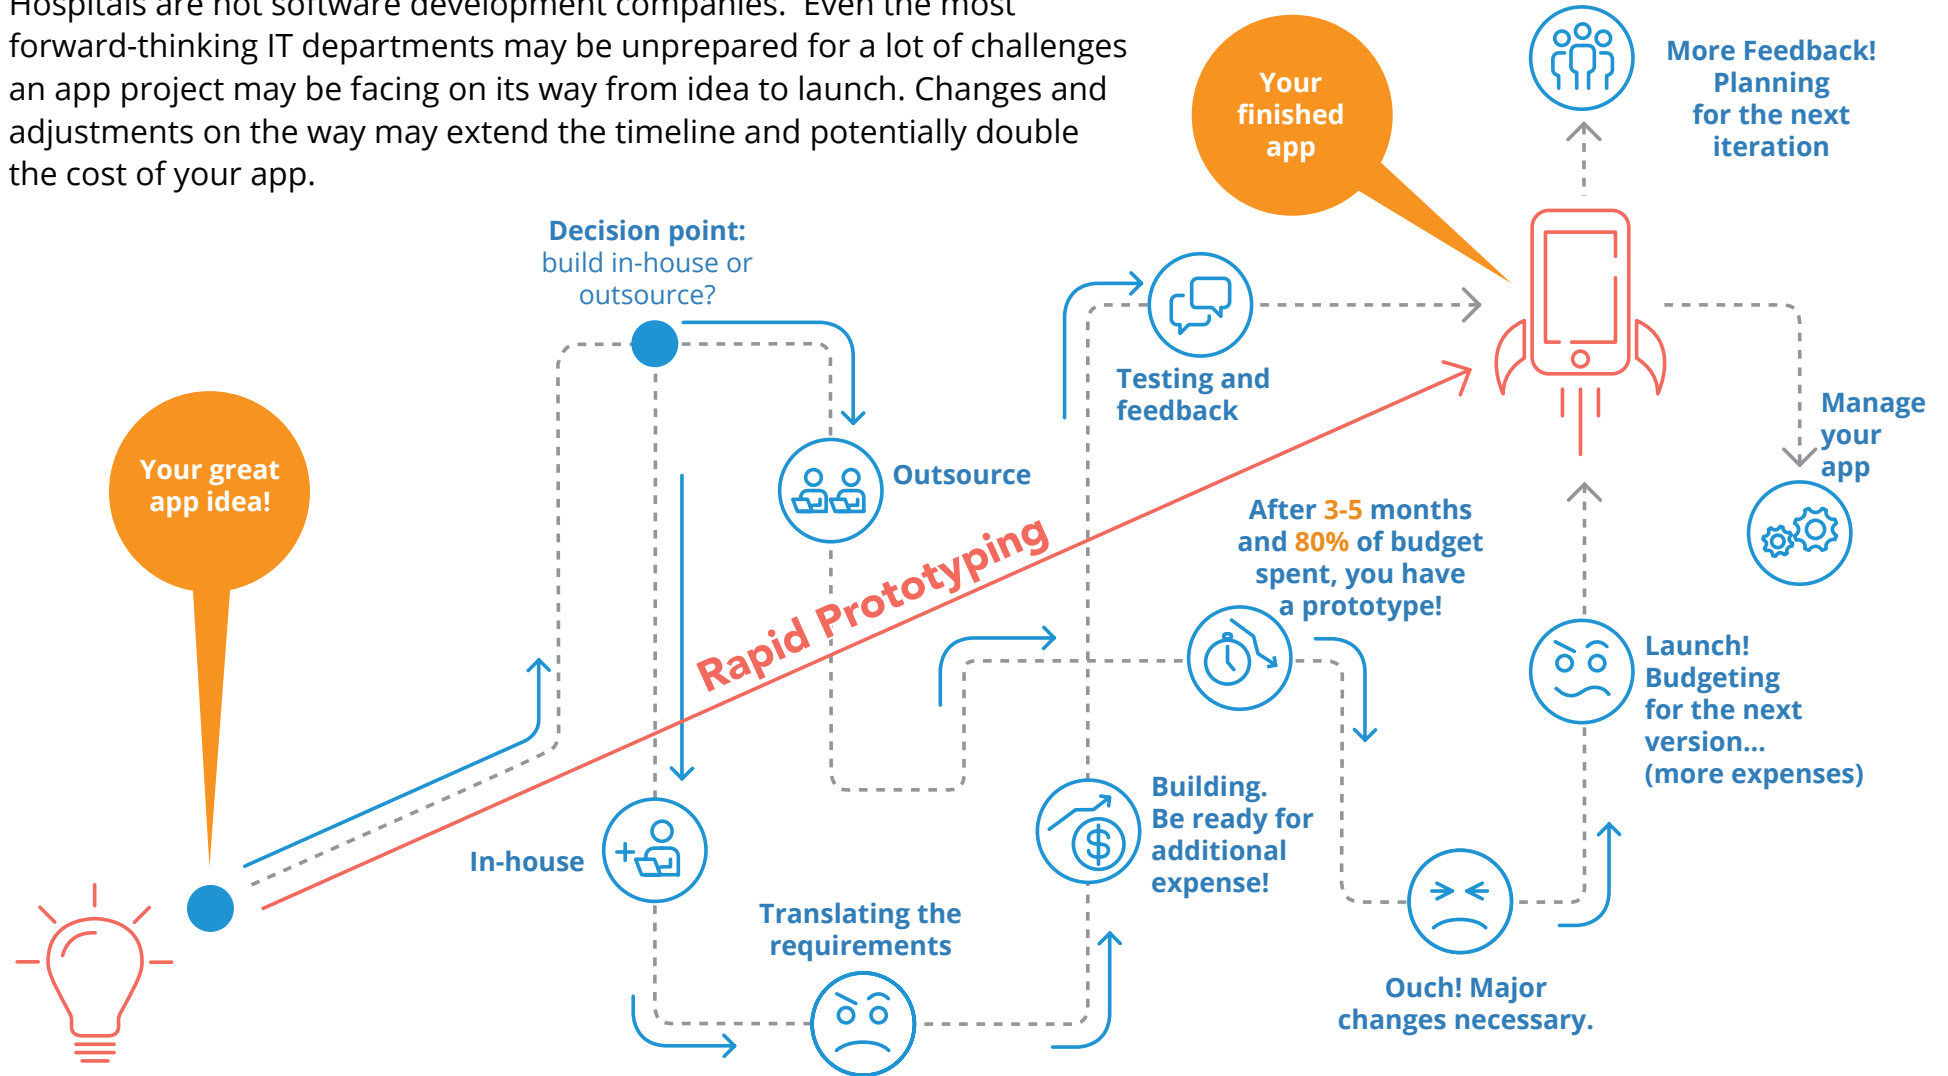 Hospitals are not software development companies.  Even the most
forward-thinking IT departments may be unprepared for a lot of challenges
an app project may be facing on its way from idea to launch. Changes and
adjustments on the way may extend the timeline and potentially double
the cost of your app.
Your
finished
app
More Feedback!
Planning
for the next
iteration
Decision point:
build in-house or
outsource?
Testing and
feedback
Manage
your
app
Your great
app idea!
Outsource
Rapid Prototyping
After 3-5 months
and 80% of budget
spent, you have
a prototype!
Launch!
Budgeting
for the next
version...
(more expenses)
In-house
Building.
Be ready for
additional
expense!
$
Translating the
requirements
Ouch! Major
changes necessary.